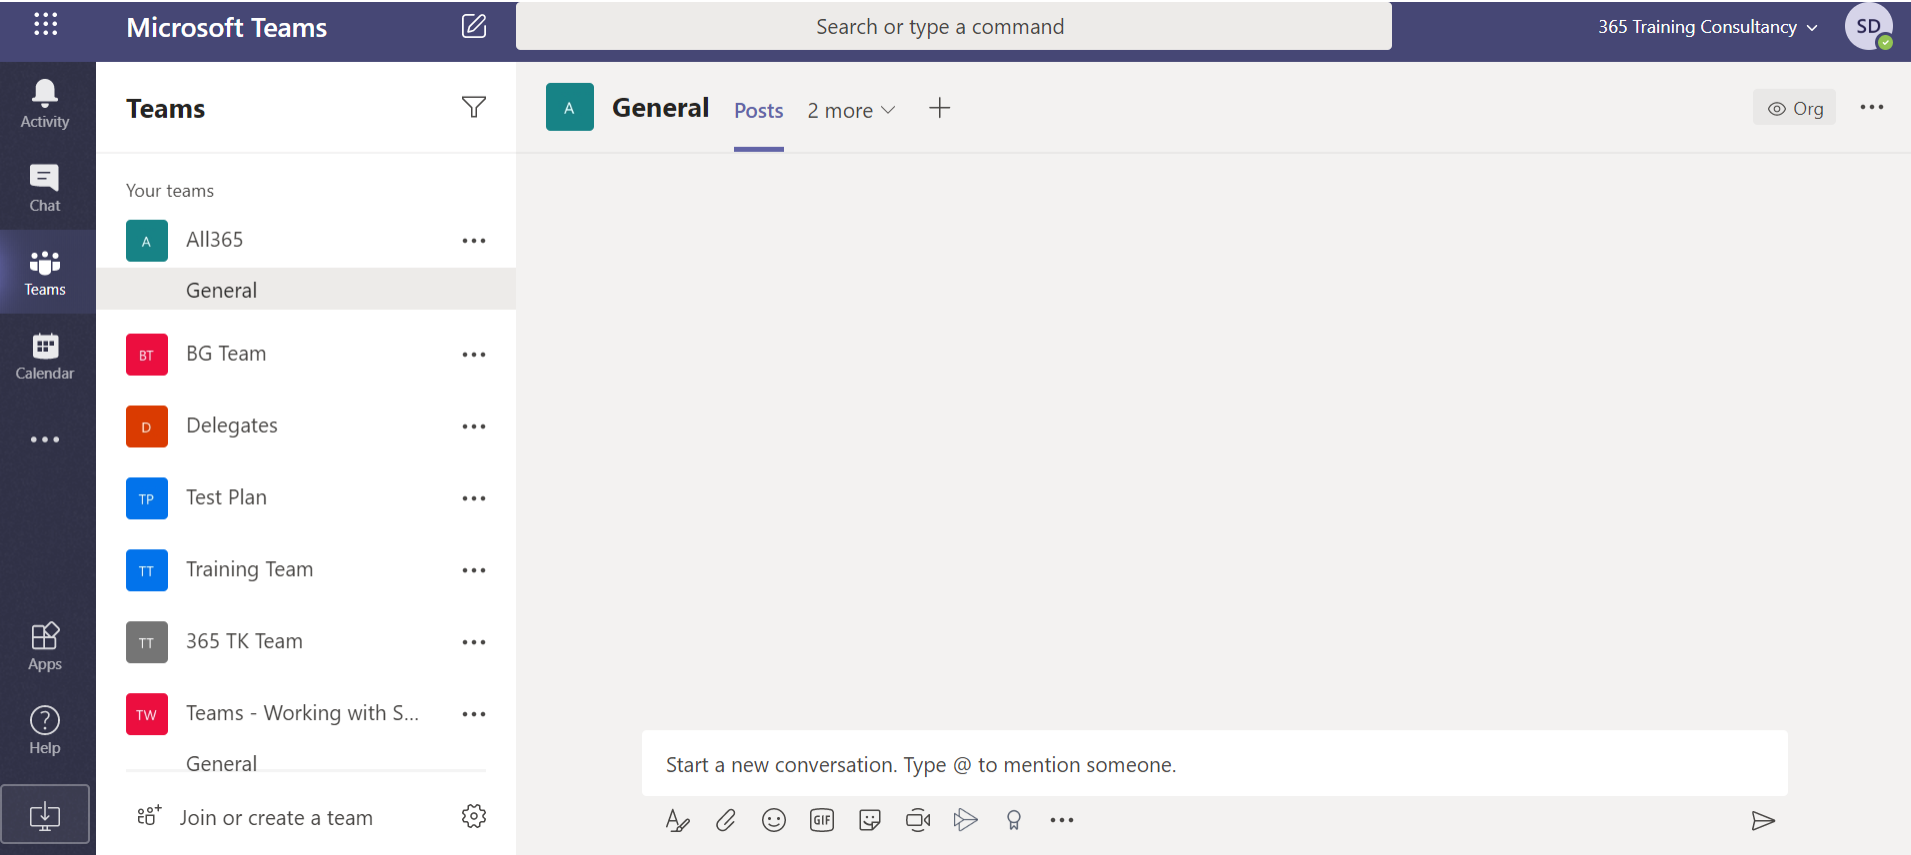 Microsoft Teams
Search or type a command
365 Training Consultancy
SD
Activity
Chat
Teams
Calendar
Apps
Help
Teams
Your teams
A All365
General
BT BG Team
D Delegates
TP Test Plan
TT Training Team
TT 365 TK Team
TW Teams - Working with S...
General
Join or create a team
A General Posts 2 more
Org
Start a new conversation. Type @ to mention someone.
GIF